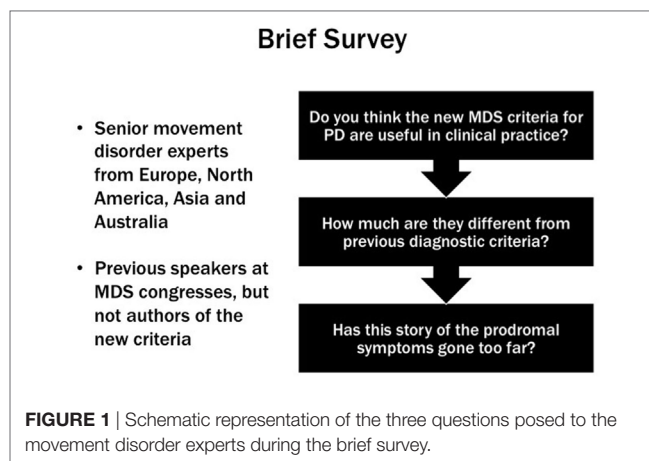 Brief Survey
• Senior movement
disorder experts
from Europe, North
America, Asia and
Australia
• Previous speakers at
MDS congresses, but
not authors of the
new criteria
Do you think the new MDS criteria for
PD are useful in clinical practice?
How much are they different from
previous diagnostic criteria?
Has this story of the prodromal
symptoms gone too far?
FIGURE 1 | Schematic representation of the three questions posed to the
movement disorder experts during the brief survey.